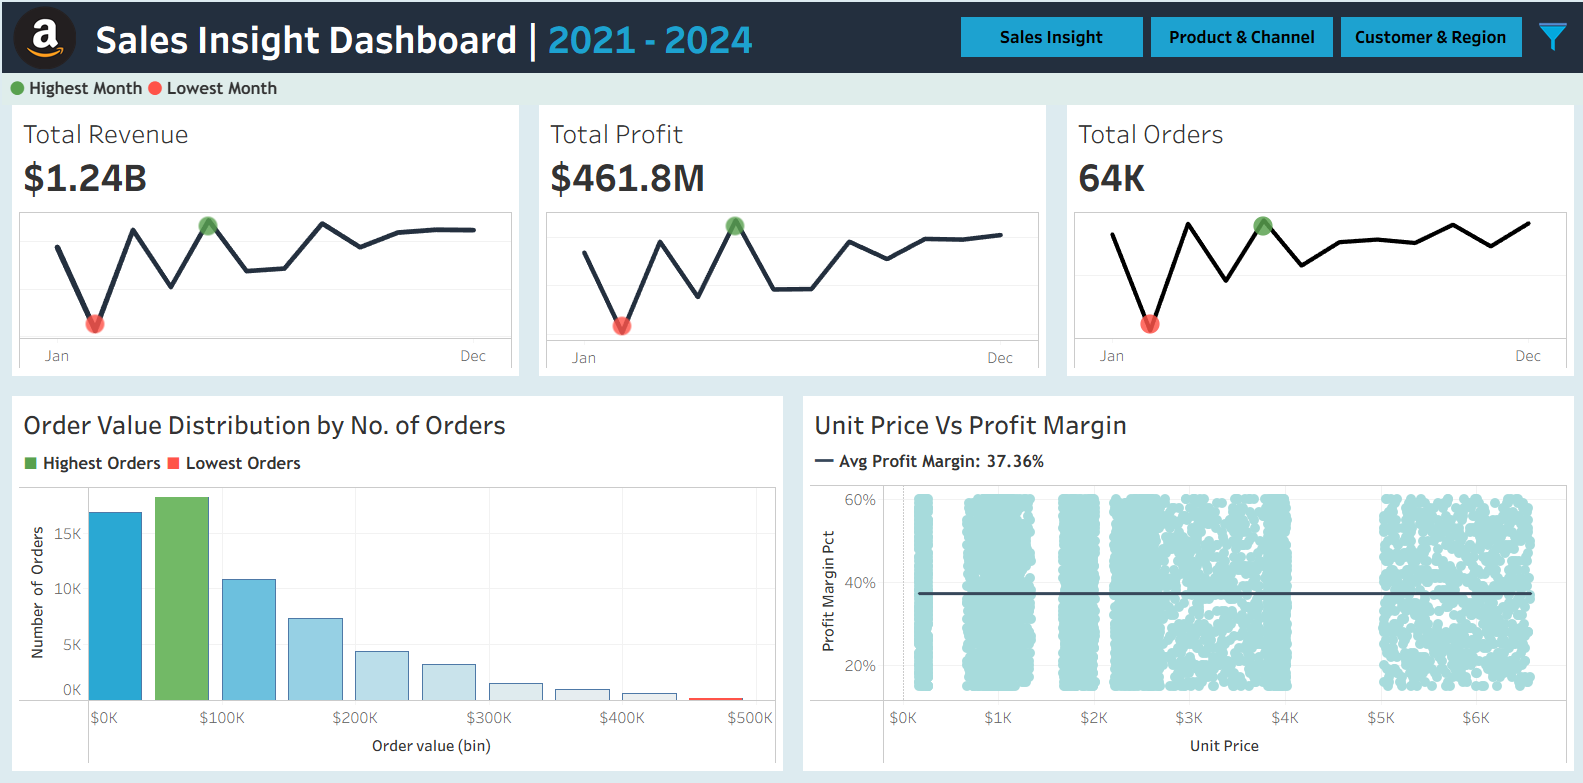 a Sales Insight Dashboard | 2021 - 2024 Sales Insight Product & Channel Customer & Region
Highest Month Lowest Month
Total Revenue
$1.24B
Jan Dec
Total Profit
$461.8M
Jan Dec
Total Orders
64K
Jan Dec
Order Value Distribution by No. of Orders
Highest Orders Lowest Orders
Number of Orders
15K
10K
5K
0K
$0K $100K $200K $300K $400K $500K
Order value (bin)
Unit Price Vs Profit Margin
Avg Profit Margin: 37.36%
Profit Margin Pct
60%
40%
20%
$0K $1K $2K $3K $4K $5K $6K
Unit Price